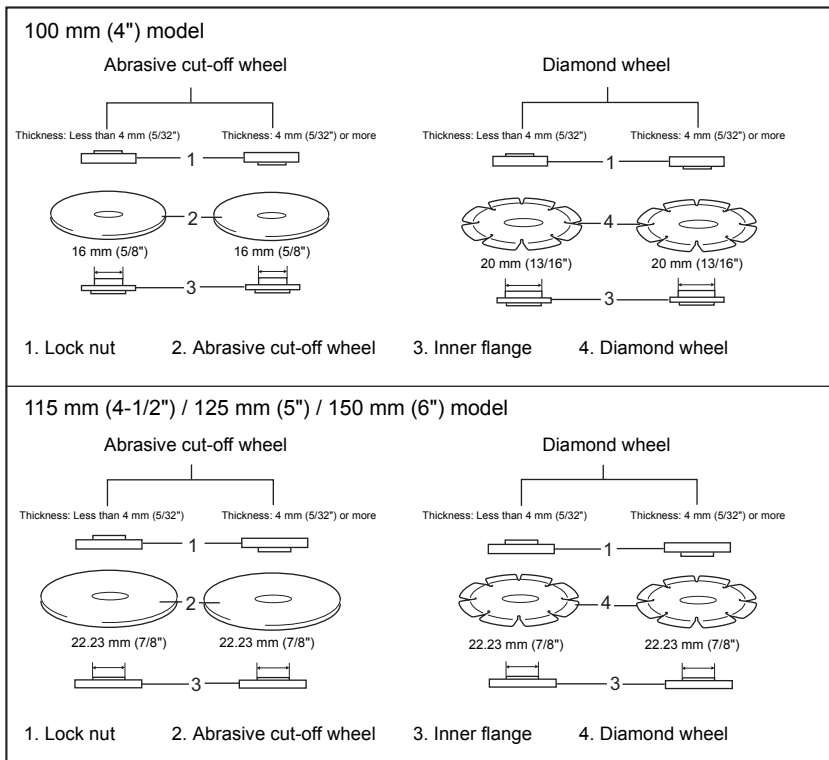 100 mm (4") model
Abrasive cut-off wheel
Diamond wheel
Thickness: Less than 4 mm (5/32")
Thickness: 4 mm (5/32") or more
Thickness: Less than 4 mm (5/32")
Thickness: 4 mm (5/32") or more
1
1
2
4
16 mm (5/8")
16 mm (5/8")
20 mm (13/16")
20 mm (13/16")
3
3
1. Lock nut
2. Abrasive cut-off wheel
3. Inner flange
4. Diamond wheel
115 mm (4-1/2") / 125 mm (5") / 150 mm (6") model
Abrasive cut-off wheel
Diamond wheel
Thickness: Less than 4 mm (5/32")
Thickness: 4 mm (5/32") or more
Thickness: Less than 4 mm (5/32")
Thickness: 4 mm (5/32") or more
1
1
2
4
22.23 mm (7/8")
22.23 mm (7/8")
22.23 mm (7/8")
22.23 mm (7/8")
3
3
1. Lock nut
2. Abrasive cut-off wheel
3. Inner flange
4. Diamond wheel